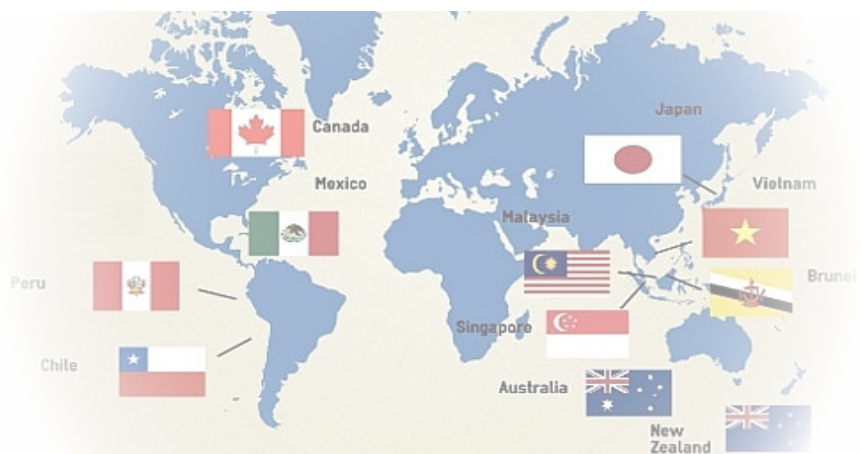 Canada
Japan
Mexico
Vietnam
Malaysia
Peru
Brunei
Singapore
Chile
Australia
New
Zealand